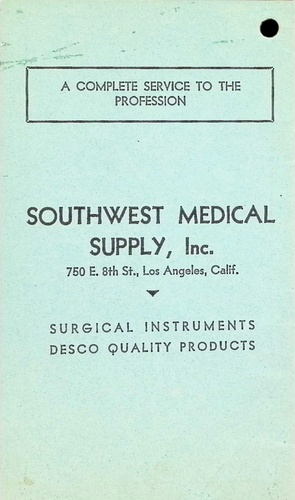 A COMPLETE SERVICE TO THE
PROFESSION
SOUTHWEST MEDICAL
SUPPLY, Inc.
750 E. 8th St., Los Angeles, Calif.
SURGICAL INSTRUMENTS
DESCO QUALITY PRODUCTS